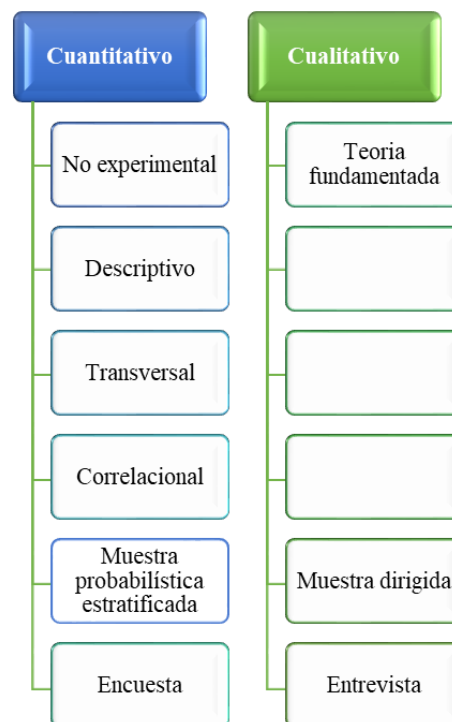 Cuantitativo
No experimental
Descriptivo
Transversal
Correlacional
Muestra
probabilística
estratificada
Encuesta
Cualitativo
Teoria
fundamentada
Muestra dirigida
Entrevista